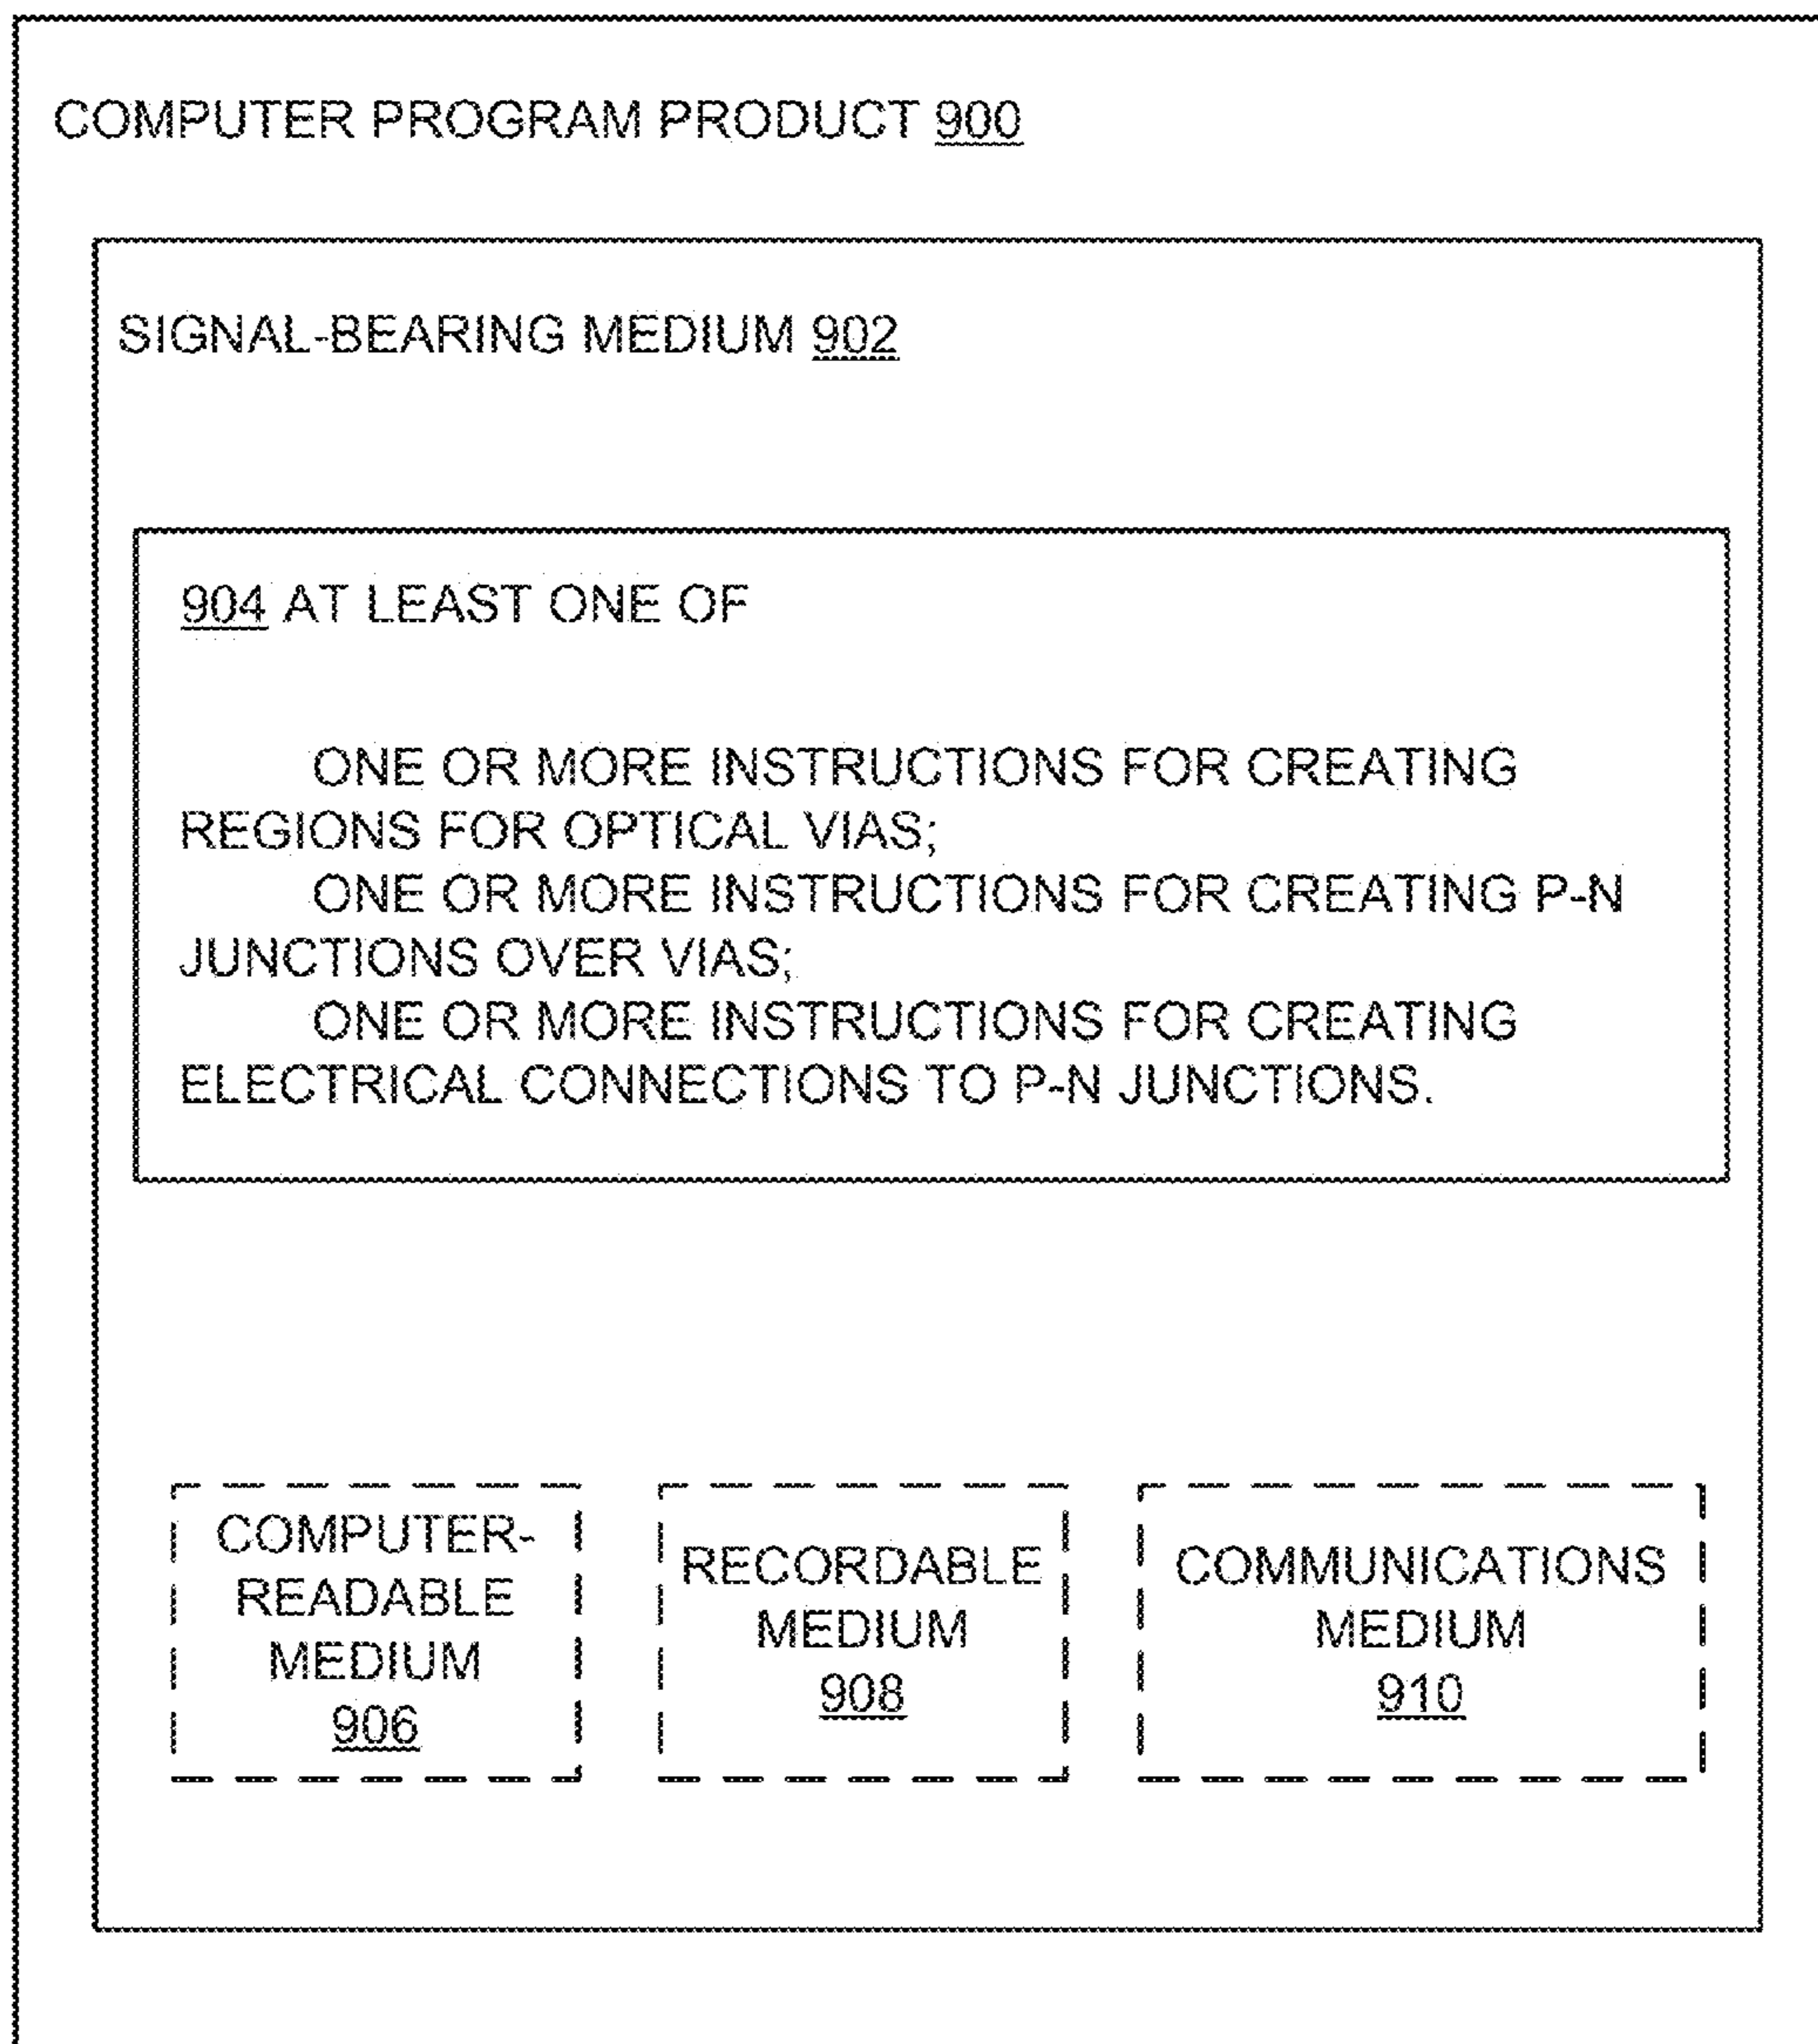 COMPUTER PROGRAM PRODUCT 900
SIGNAL-BEARING MEDIUM 902
904 AT LEAST ONE OF
ONE OR MORE INSTRUCTIONS FOR CREATING
REGIONS FOR OPTICAL VIAS;
ONE OR MORE INSTRUCTIONS FOR CREATING P-N
JUNCTIONS OVER VIAS;
ONE OR MORE INSTRUCTIONS FOR CREATING
ELECTRICAL CONNECTIONS TO P-N JUNCTIONS.
COMPUTER-
READABLE
MEDIUM
906
RECORDABLE
MEDIUM
908
COMMUNICATIONS
MEDIUM
910